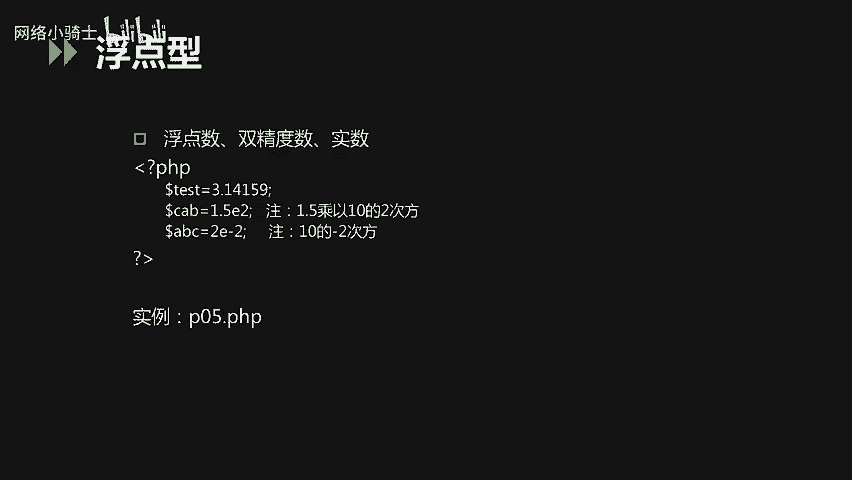 网络小骑士 bilibili
浮点型
浮点数、双精度数、实数
<?php
$test=3.14159;
$cab=1.5e2; 注：1.5乘以10的2次方
$abc=2e-2; 注：10的-2次方
?>
实例：p05.php